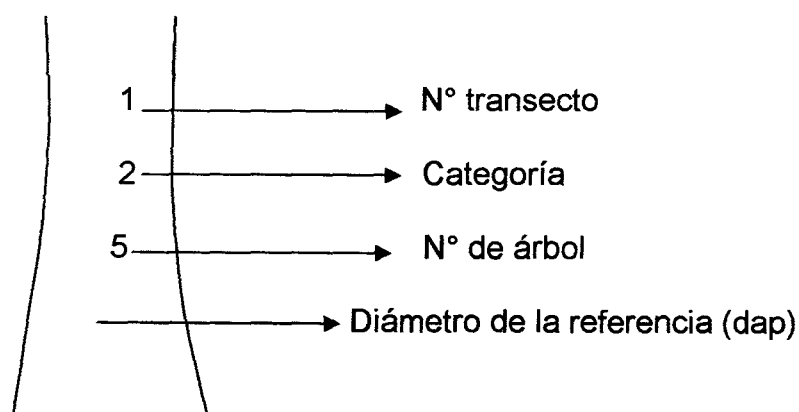 1 N° transecto
2 Categoría
5 N° de árbol
Diámetro de la referencia (dap)